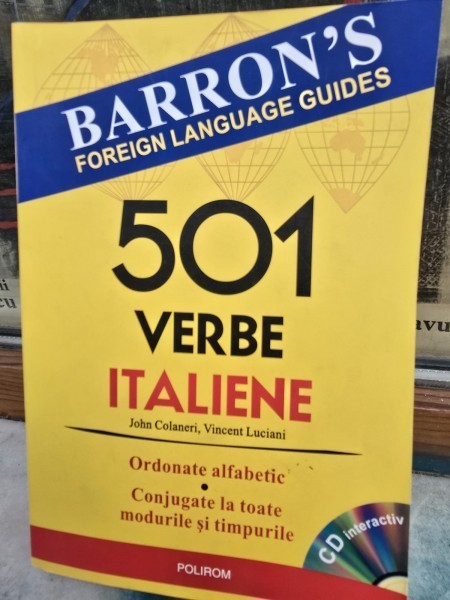 BARRON'S
FOREIGN LANGUAGE GUIDES
501
VERBE
ITALIENE
John Colaneri, Vincent Luciani
Ordonate alfabetic
•
Conjugate la toate
modurile și timpurile
CD interactiv
POLIROM